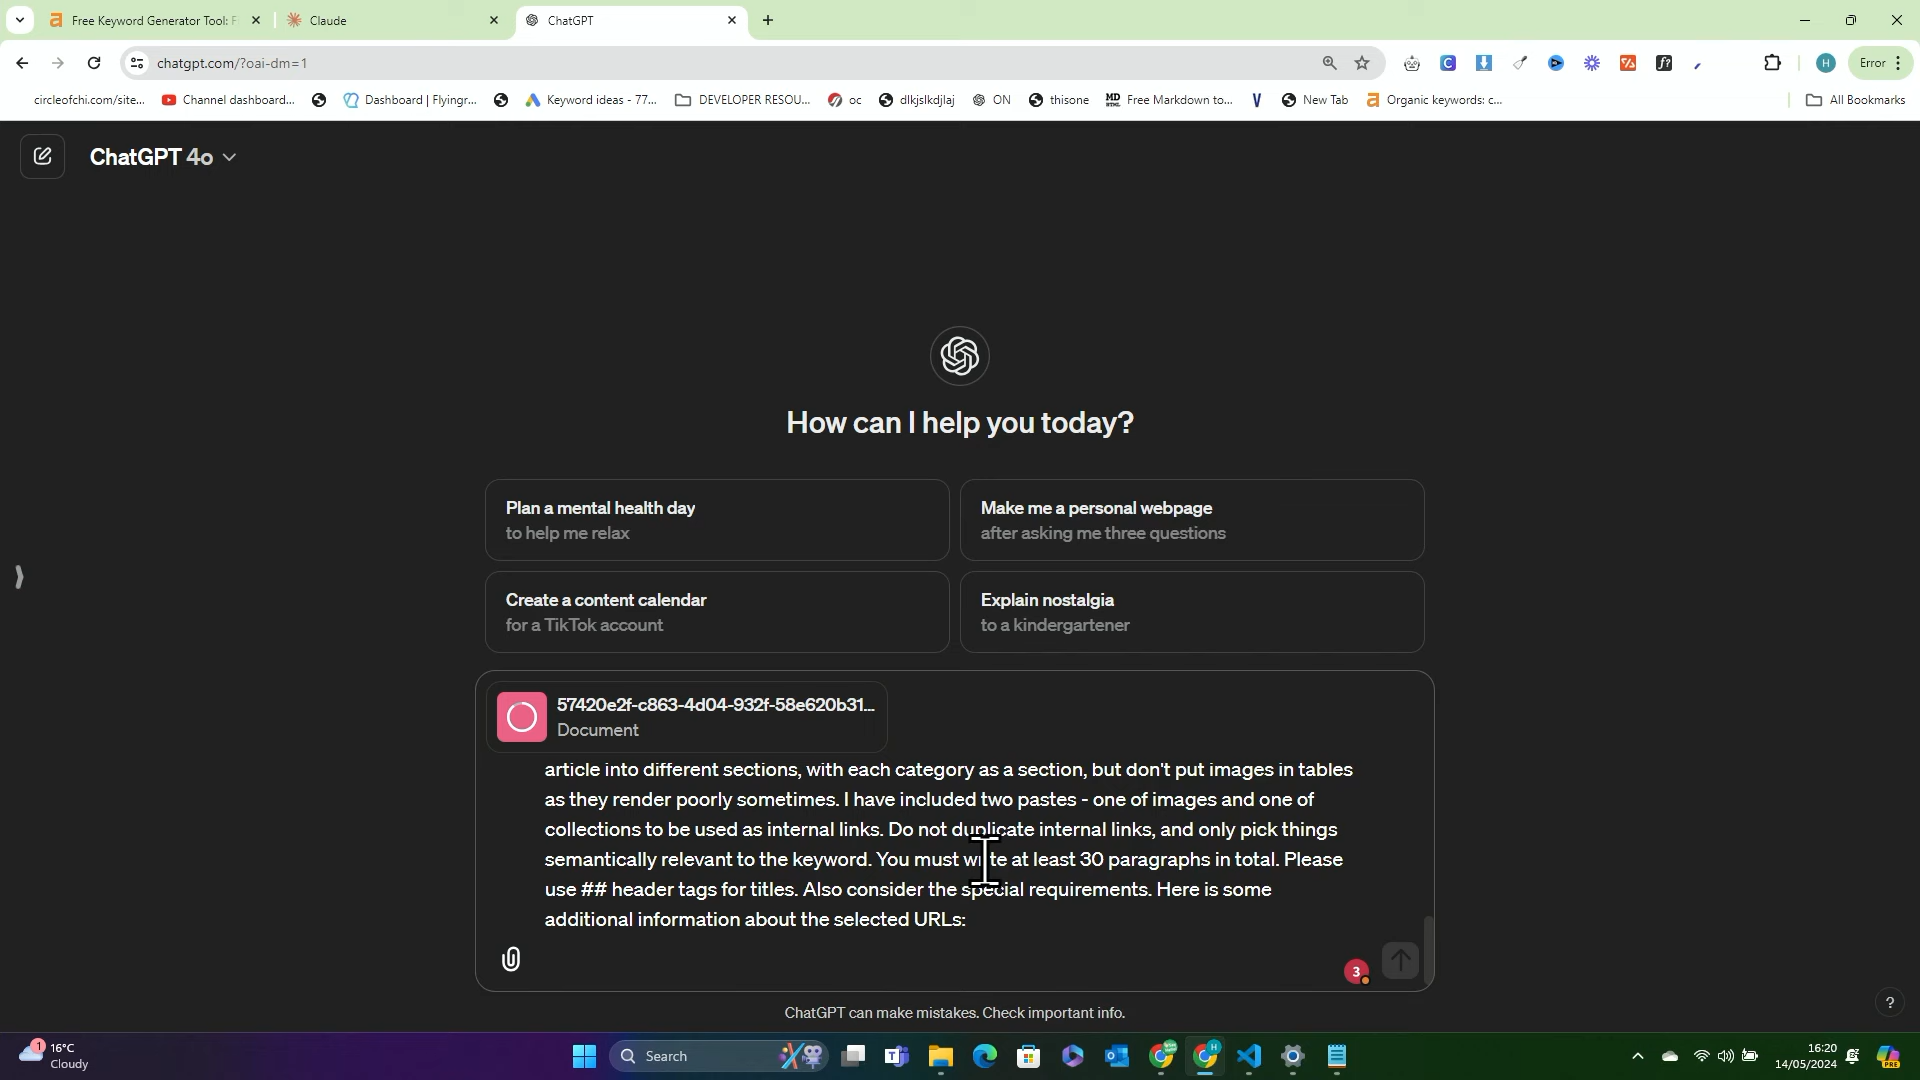 Free Keyword Generator Tool: F
Claude
ChatGPT
chatgpt.com/?oai-dm=1
Error
circleofchi.com/site...
Channel dashboard...
Dashboard | Flyingr...
Keyword ideas - 77...
DEVELOPER RESOU...
oc
dlkjslkdjlaj
ON
thisone
Free Markdown to...
New Tab
Organic keywords: c...
All Bookmarks
ChatGPT 4o
How can I help you today?
Plan a mental health day
to help me relax
Make me a personal webpage
after asking me three questions
Create a content calendar
for a TikTok account
Explain nostalgia
to a kindergartener
57420e2f-c863-4d04-932f-58e620b31...
Document
article into different sections, with each category as a section, but don't put images in tables
as they render poorly sometimes. I have included two pastes - one of images and one of
collections to be used as internal links. Do not duplicate internal links, and only pick things
semantically relevant to the keyword. You must write at least 30 paragraphs in total. Please
use ## header tags for titles. Also consider the special requirements. Here is some
additional information about the selected URLs:
3
ChatGPT can make mistakes. Check important info.
?
1
16°C
Cloudy
Search
16:20
14/05/2024